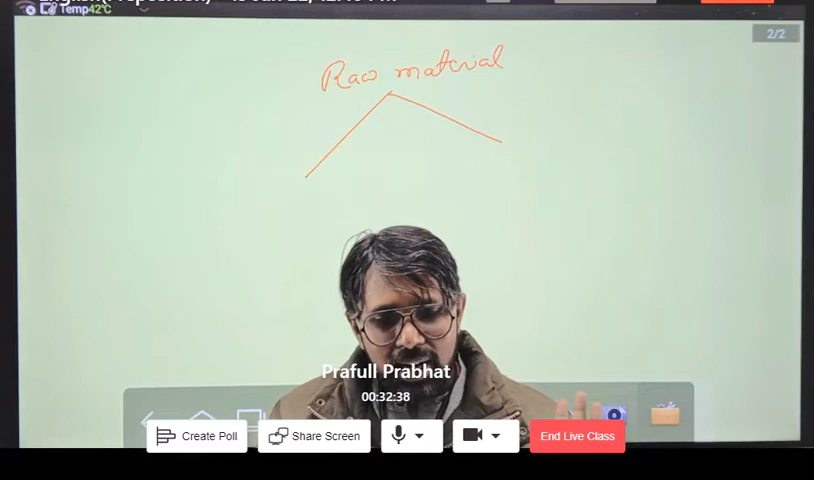 Temp42℃
2/2
Raw material
Prafull Prabhat
00:32:38
Create Poll
Share Screen
End Live Class